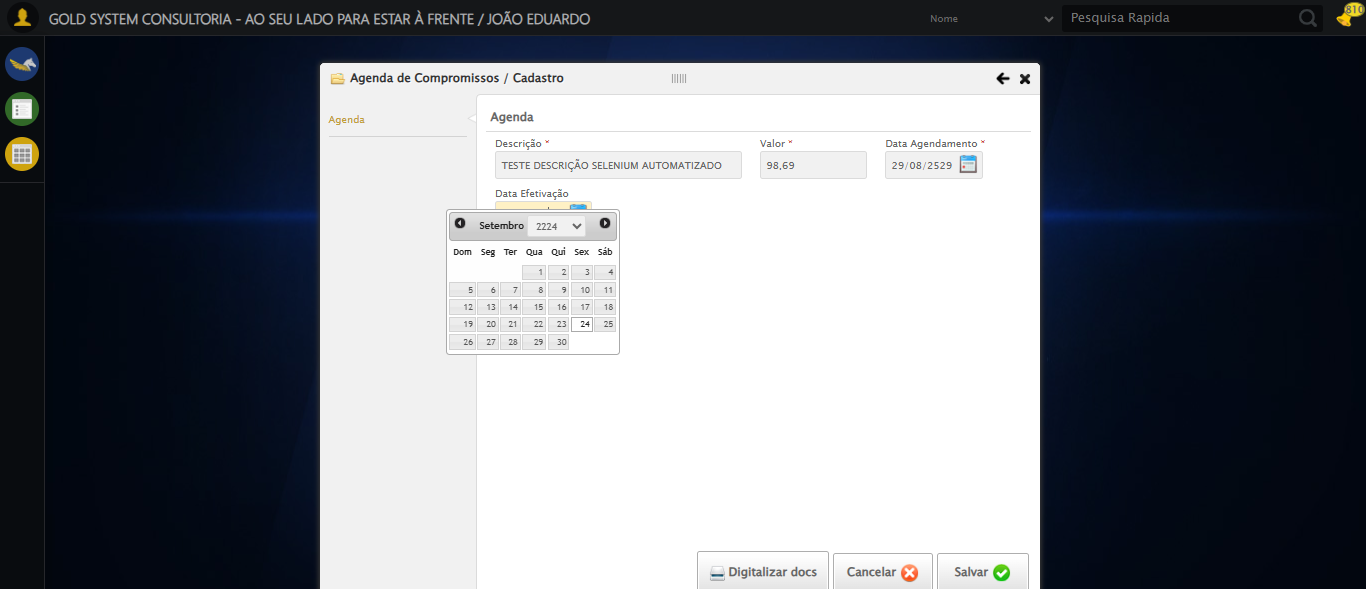 GOLD SYSTEM CONSULTORIA - AO SEU LADO PARA ESTAR À FRENTE / JOÃO EDUARDO
Nome
Pesquisa Rapida
810
Agenda de Compromissos / Cadastro
Agenda
Agenda
Descrição * Valor * Data Agendamento *
TESTE DESCRIÇÃO SELENIUM AUTOMATIZADO 98,69 29/08/2529
Data Efetivação
Setembro 2224
Dom Seg Ter Qua Qui Sex Sáb
1 2 3 4
5 6 7 8 9 10 11
12 13 14 15 16 17 18
19 20 21 22 23 24 25
26 27 28 29 30
Digitalizar docs Cancelar Salvar